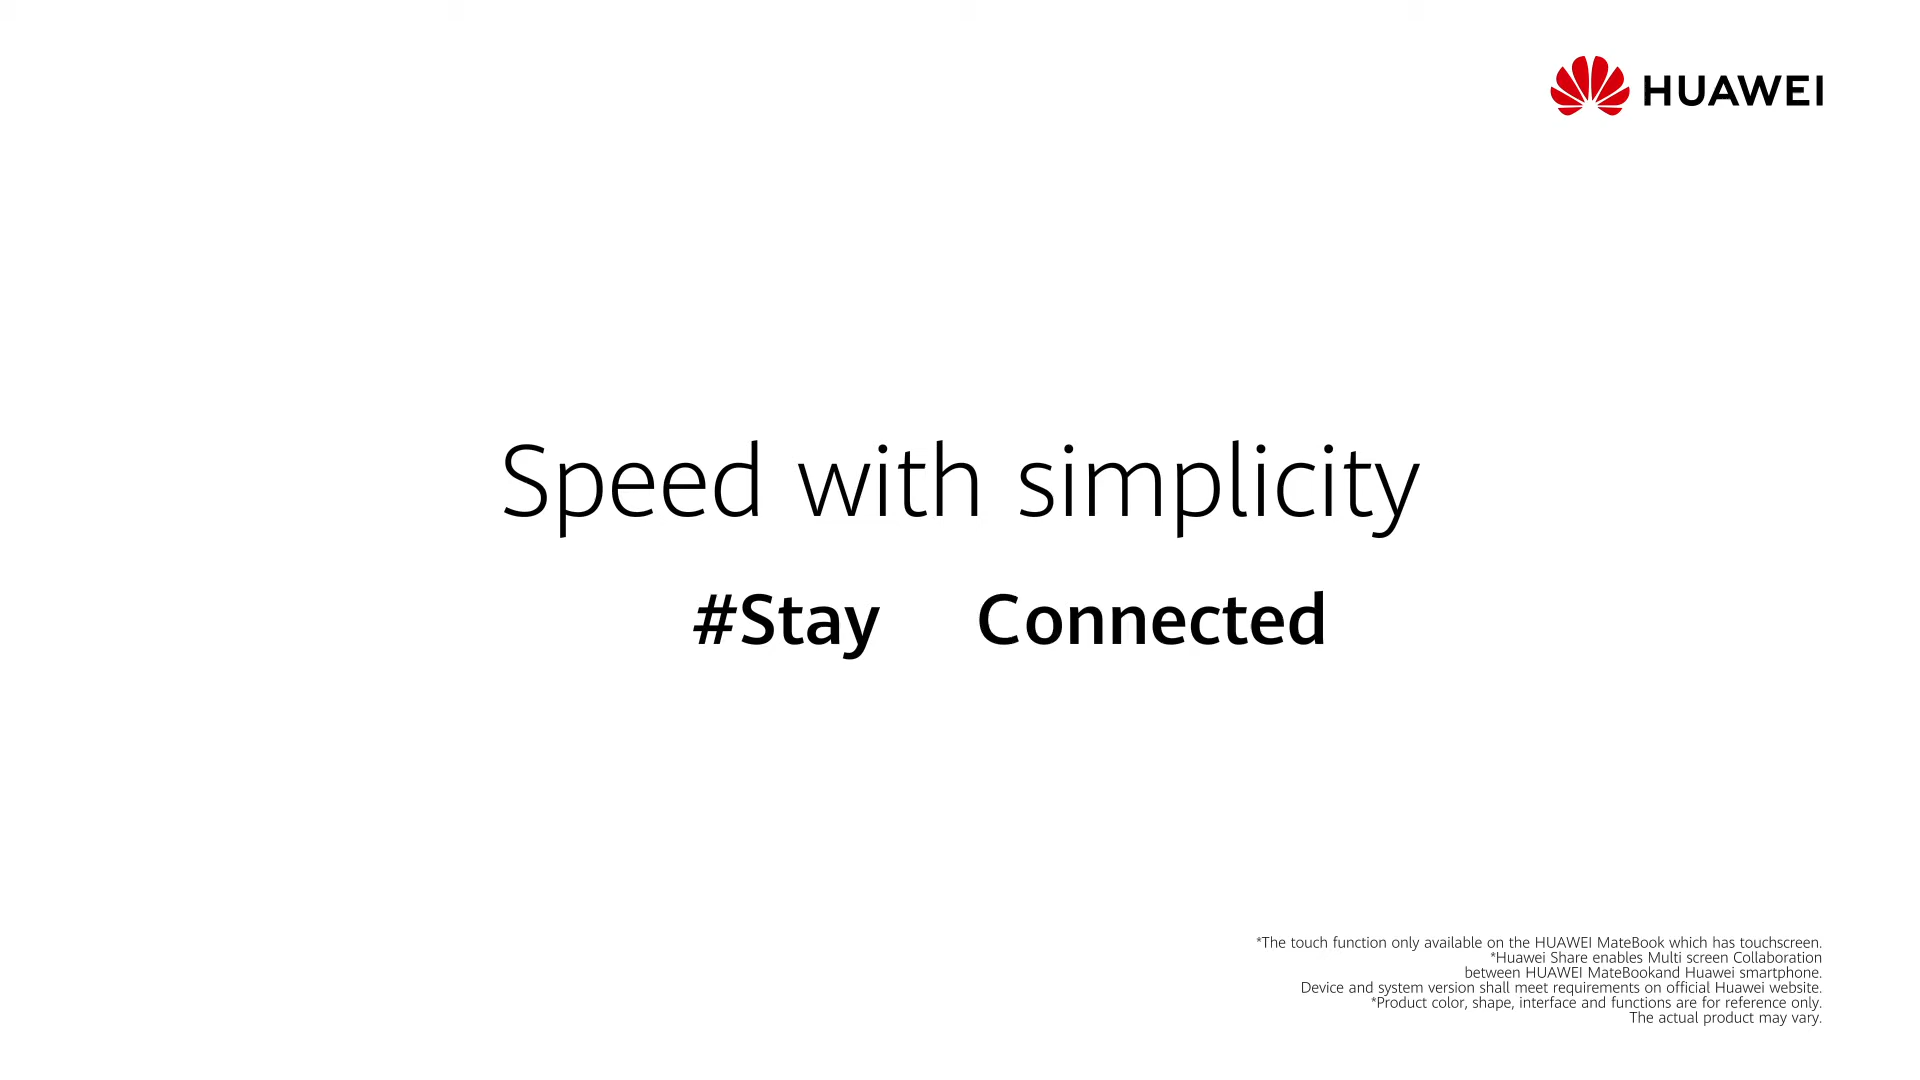 HUAWEI
Speed with simplicity
#Stay Connected
*The touch function only available on the HUAWEI MateBook which has touchscreen.
*Huawei Share enables Multi screen Collaboration
between HUAWEI MateBookand Huawei smartphone.
Device and system version shall meet requirements on official Huawei website.
*Product color, shape, interface and functions are for reference only.
The actual product may vary.